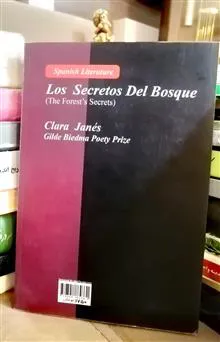 Spanish Literature
Los Secretos Del Bosque
(The Forest's Secrets)
Clara Janés
Gilde Biedma Poety Prize